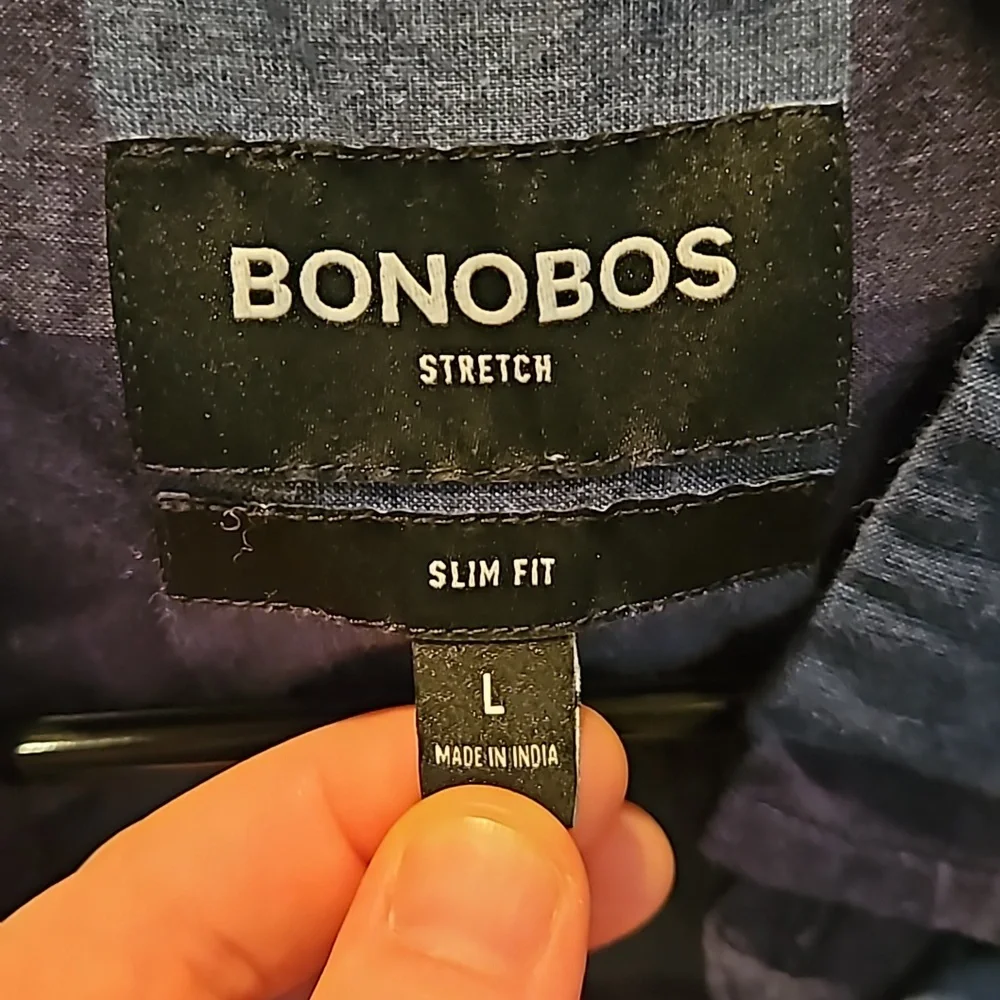 BONOBOS
STRETCH
SLIM FIT
L
MADE IN INDIA